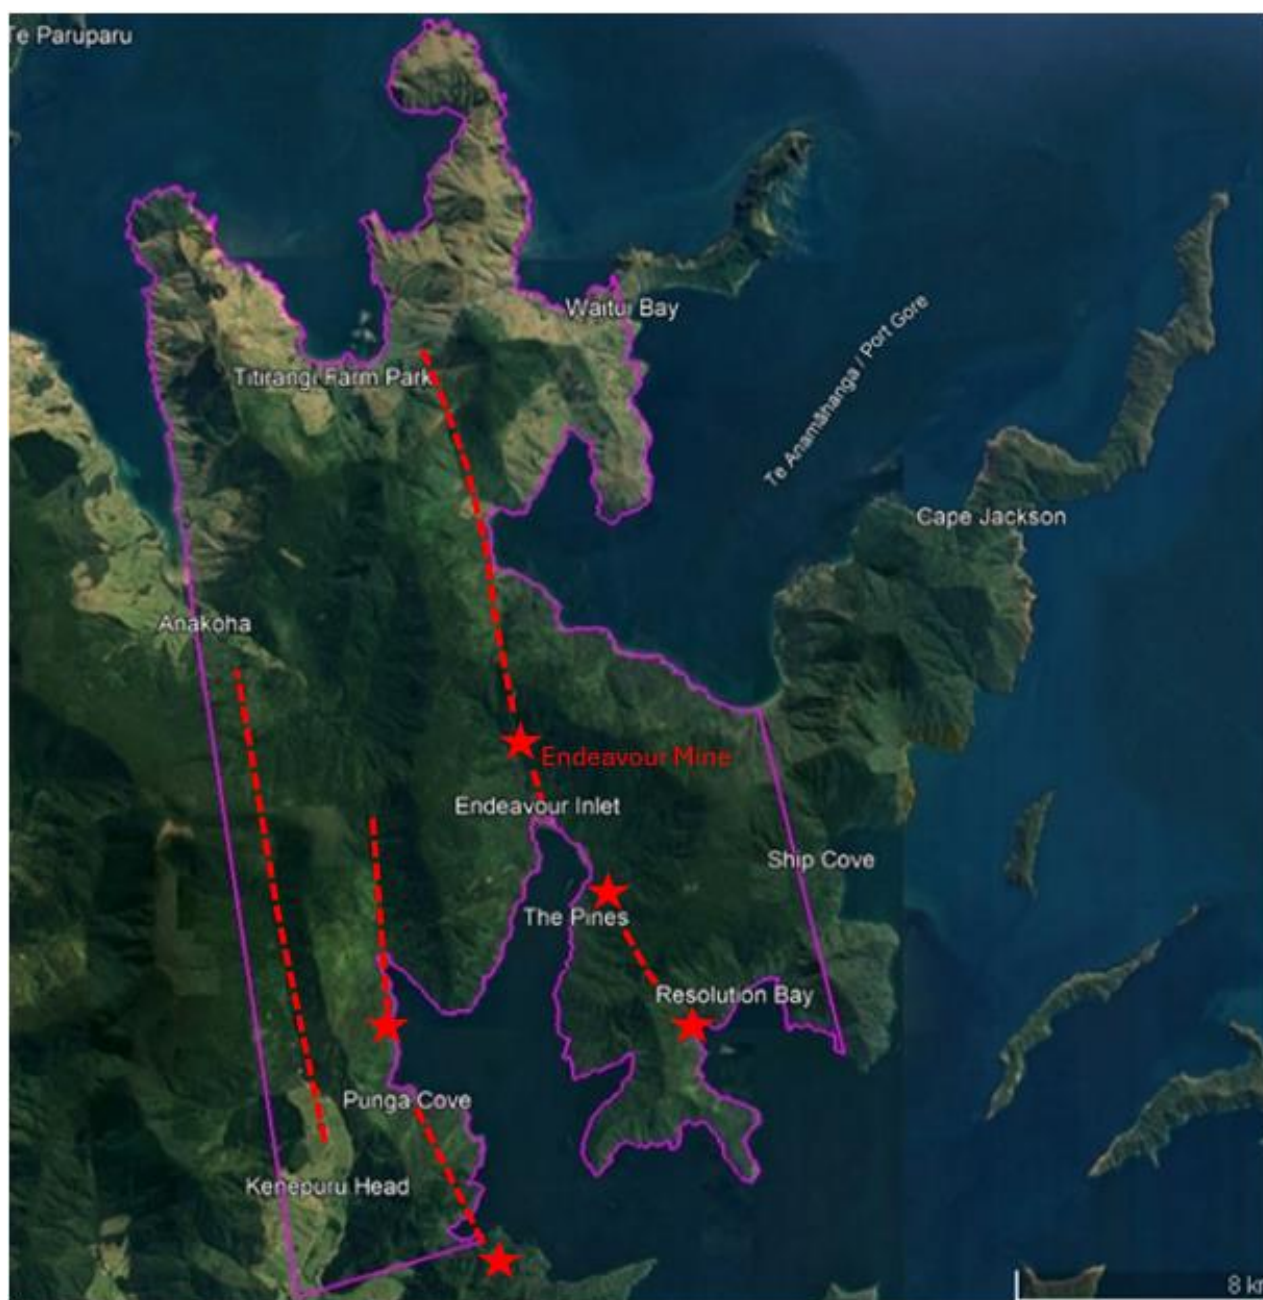 Te Paruparu
Waitui Bay
Te Anamāhanga / Port Gore
Titirangi Farm Park
Cape Jackson
Anakoha
Endeavour Mine
Endeavour Inlet
Ship Cove
The Pines
Resolution Bay
Punga Cove
Kenepuru Head
8 km